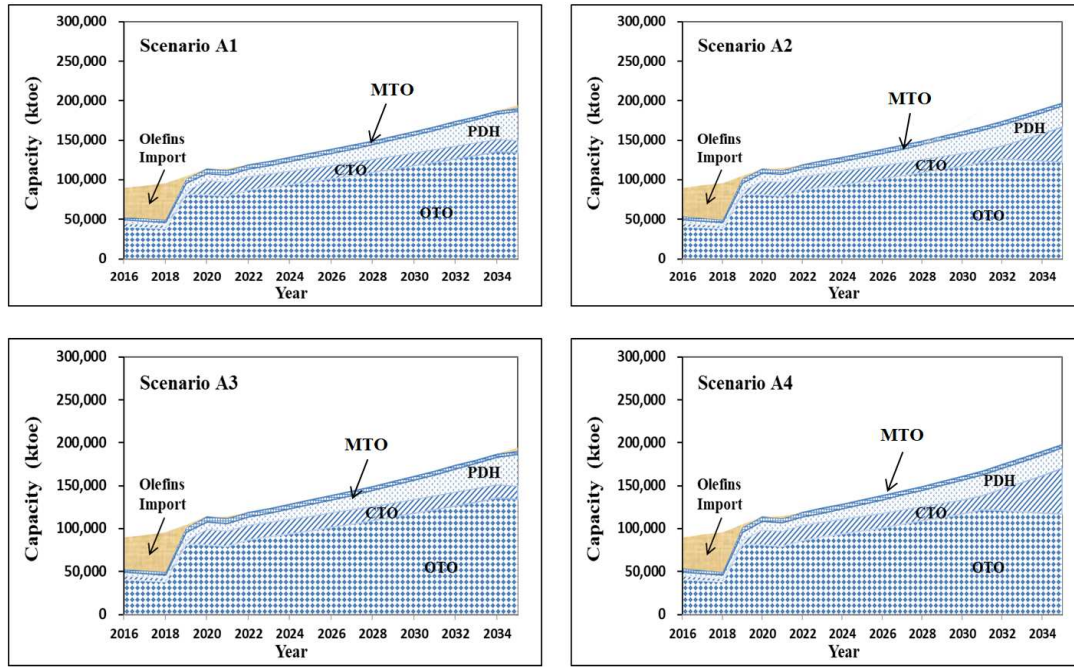 Scenario A1
Capacity (ktoe)
300,000
250,000
200,000
150,000
100,000
50,000
0
Olefins
Import
MTO
PDH
CTO
OTO
2016 2018 2020 2022 2024 2026 2028 2030 2032 2034
Year
Scenario A2
Capacity (ktoe)
300,000
250,000
200,000
150,000
100,000
50,000
0
Olefins
Import
MTO
PDH
CTO
OTO
2016 2018 2020 2022 2024 2026 2028 2030 2032 2034
Year
Scenario A3
Capacity (ktoe)
300,000
250,000
200,000
150,000
100,000
50,000
0
Olefins
Import
MTO
PDH
CTO
OTO
2016 2018 2020 2022 2024 2026 2028 2030 2032 2034
Year
Scenario A4
Capacity (ktoe)
300,000
250,000
200,000
150,000
100,000
50,000
0
Olefins
Import
MTO
PDH
CTO
OTO
2016 2018 2020 2022 2024 2026 2028 2030 2032 2034
Year